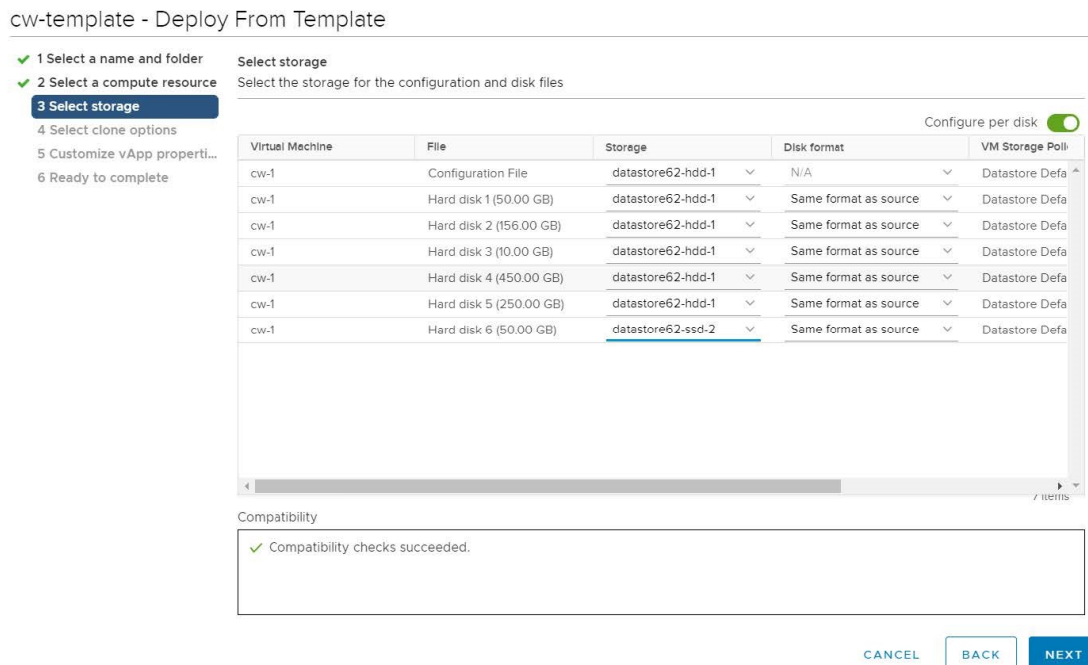 cw-template - Deploy From Template
1 Select a name and folder
2 Select a compute resource
3 Select storage
4 Select clone options
5 Customize vApp properti...
6 Ready to complete
Select storage
Select the storage for the configuration and disk files
Configure per disk
Virtual Machine File Storage Disk format VM Storage Poli
cw-1 Configuration File datastore62-hdd-1 N/A Datastore Defa
cw-1 Hard disk 1 (50.00 GB) datastore62-hdd-1 Same format as source Datastore Defa
cw-1 Hard disk 2 (156.00 GB) datastore62-hdd-1 Same format as source Datastore Defa
cw-1 Hard disk 3 (10.00 GB) datastore62-hdd-1 Same format as source Datastore Defa
cw-1 Hard disk 4 (450.00 GB) datastore62-hdd-1 Same format as source Datastore Defa
cw-1 Hard disk 5 (250.00 GB) datastore62-hdd-1 Same format as source Datastore Defa
cw-1 Hard disk 6 (50.00 GB) datastore62-ssd-2 Same format as source Datastore Defa
7 items
Compatibility
Compatibility checks succeeded.
CANCEL BACK NEXT